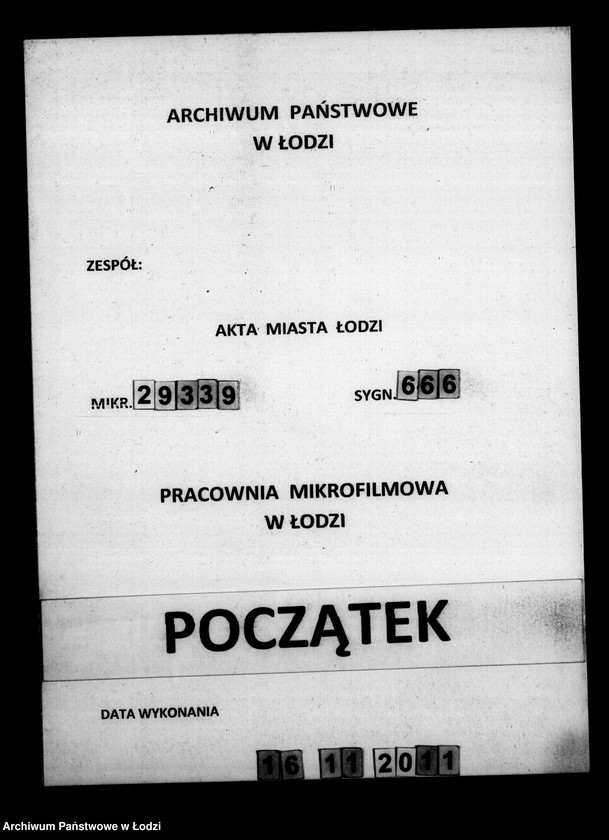 ARCHIWUM PAŃSTWOWE
W ŁODZI
ZESPÓŁ:
AKTA MIASTA ŁODZI
MIKR. 29339 SYGN. 666
PRACOWNIA MIKROFILMOWA
W ŁODZI
POCZĄTEK
DATA WYKONANIA
16 11 2011
Archiwum Państwowe w Łodzi